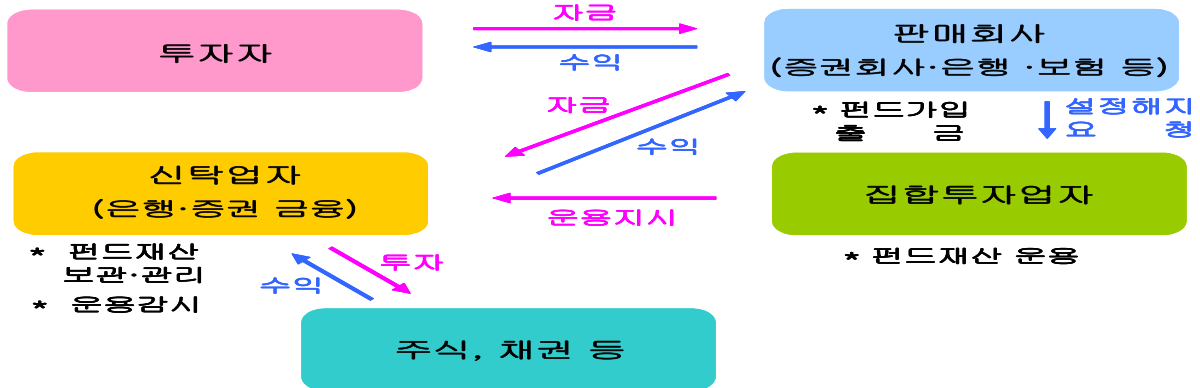 자금
투자자
판매회사
(증권회사·은행 ·보험 등)
수익
자금
* 펀드가입
출 금
설정해지
요 청
수익
신탁업자
(은행·증권 금융)
집합투자업자
운용지시
* 펀드재산
보관·관리
* 운용감시
투자
수익
* 펀드재산 운용
주식, 채권 등